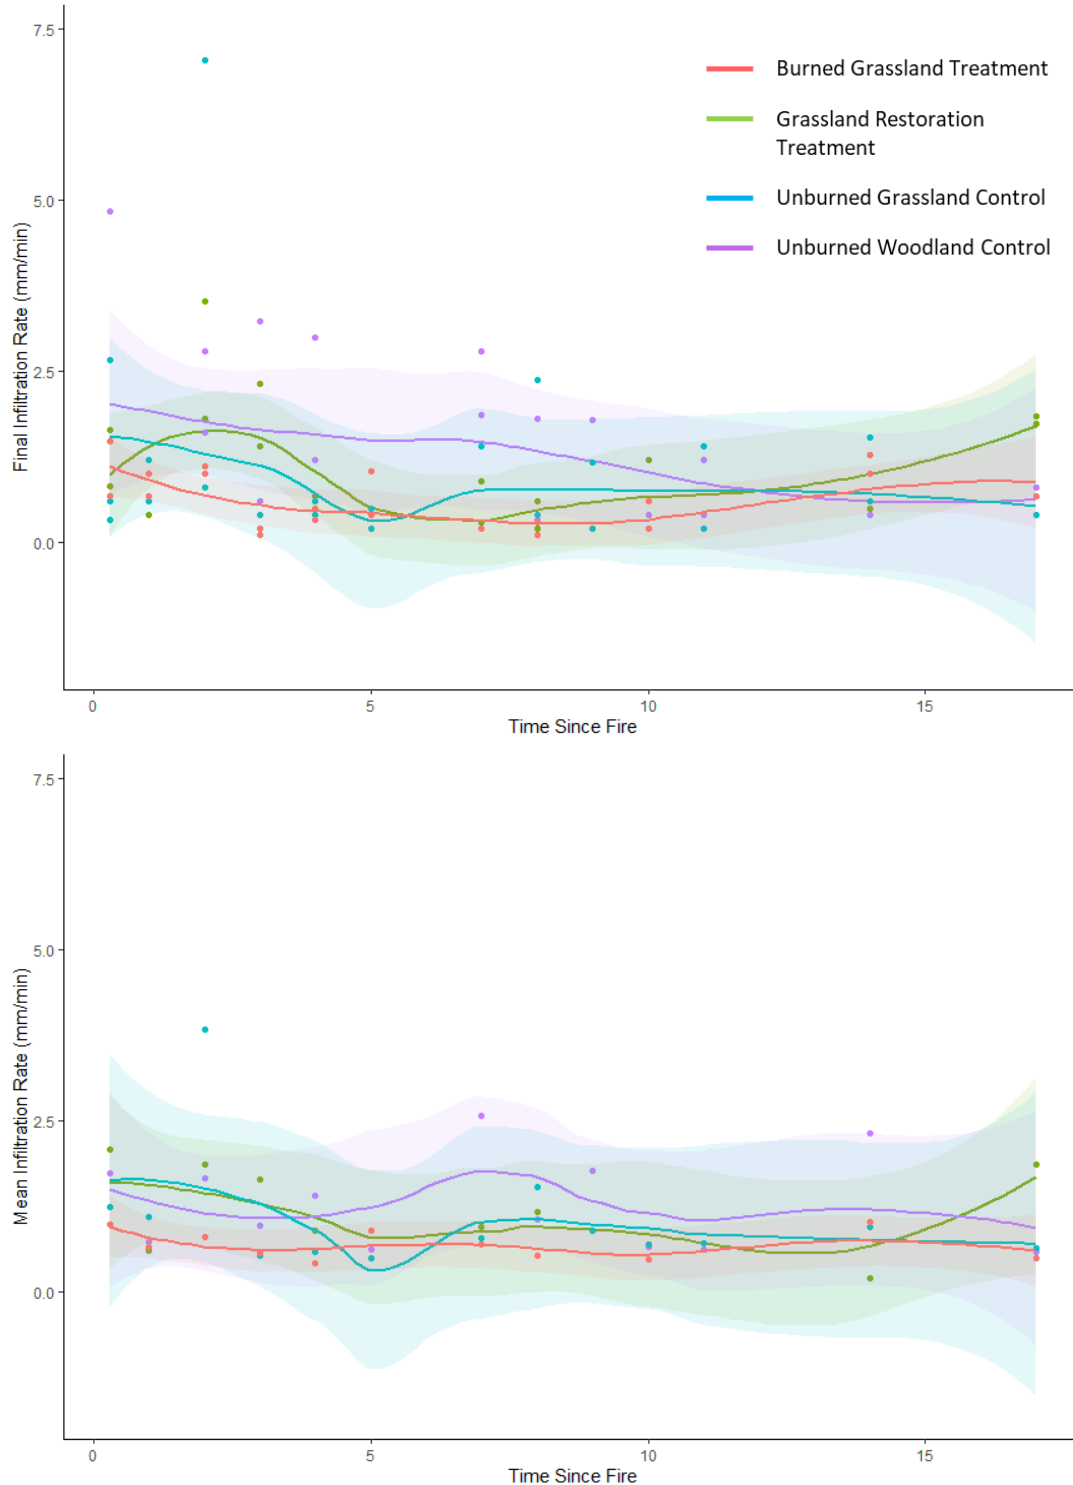 7.5
Burned Grassland Treatment
Grassland Restoration
Treatment
5.0
Unburned Grassland Control
Unburned Woodland Control
Final Infiltration Rate (mm/min)
2.5
0.0
0 5 10 15
Time Since Fire
7.5
5.0
Mean Infiltration Rate (mm/min)
2.5
0.0
0 5 10 15
Time Since Fire